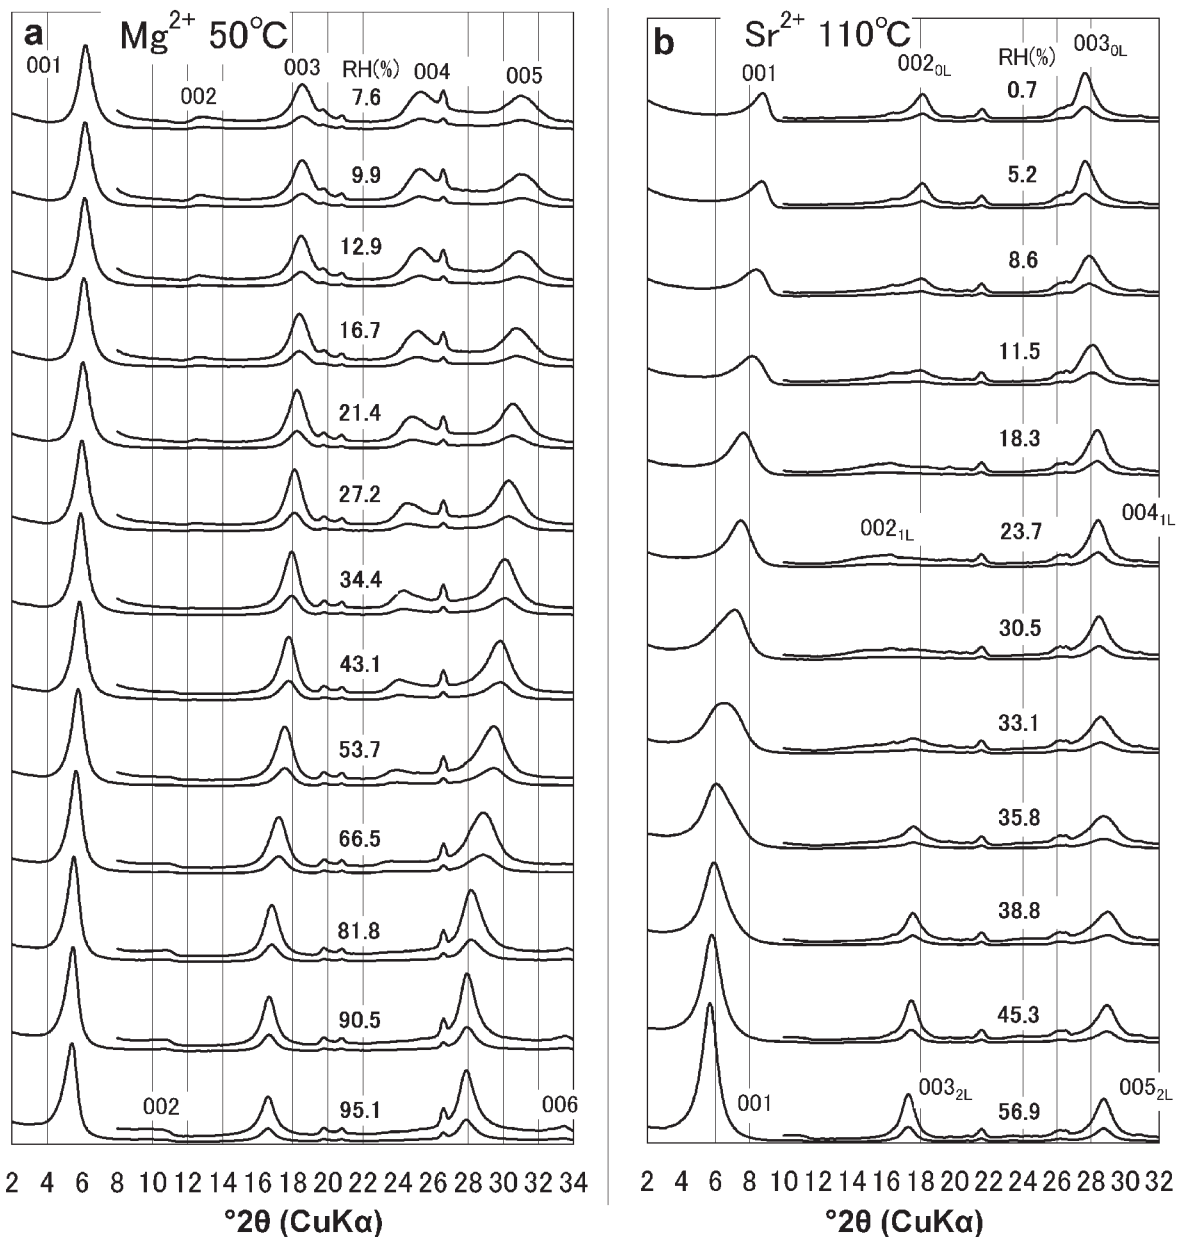 a Mg2+ 50℃
001 003 RH(%) 004 005
002 7.6
9.9
12.9
16.7
21.4
27.2
34.4
43.1
53.7
66.5
81.8
90.5
002 95.1 006
2 4 6 8 10 12 14 16 18 20 22 24 26 28 30 32 34
°2θ (CuKα)
b Sr2+ 110℃
001 0020L RH(%) 0030L
0.7
5.2
8.6
11.5
18.3
0021L 23.7 0041L
30.5
33.1
35.8
38.8
45.3
001 0032L 56.9 0052L
2 4 6 8 10 12 14 16 18 20 22 24 26 28 30 32
°2θ (CuKα)